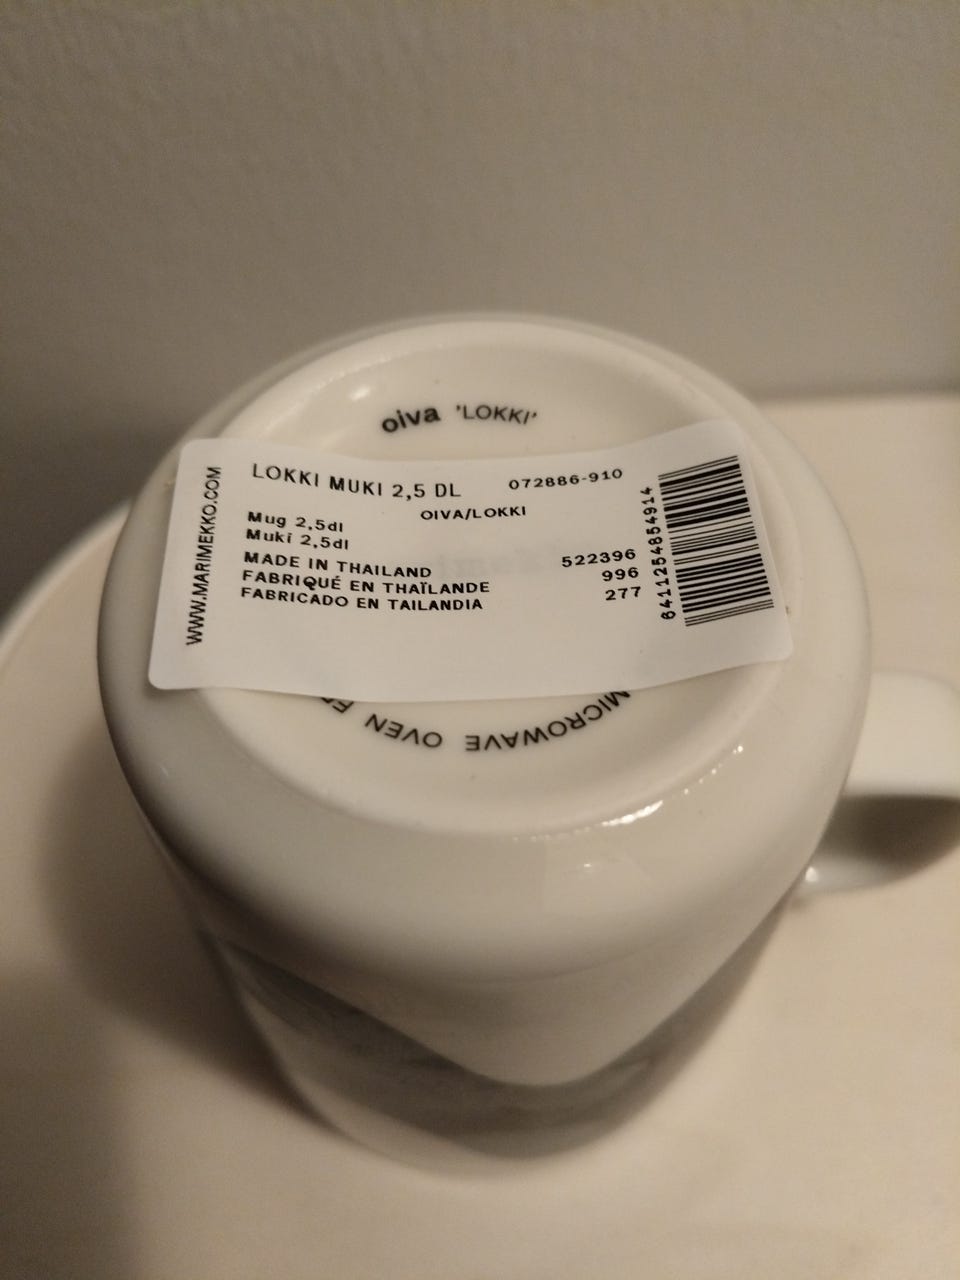 oiva 'LOKKI'
WWW.MARIMEKKO.COM
LOKKI MUKI 2,5 DL 072886-910
OIVA/LOKKI
Mug 2,5dl
Muki 2,5dl
MADE IN THAILAND 522396
FABRIQUÉ EN THAÏLANDE 996
FABRICADO EN TAILANDIA 277
6411254854914
MICROWAVE OVEN